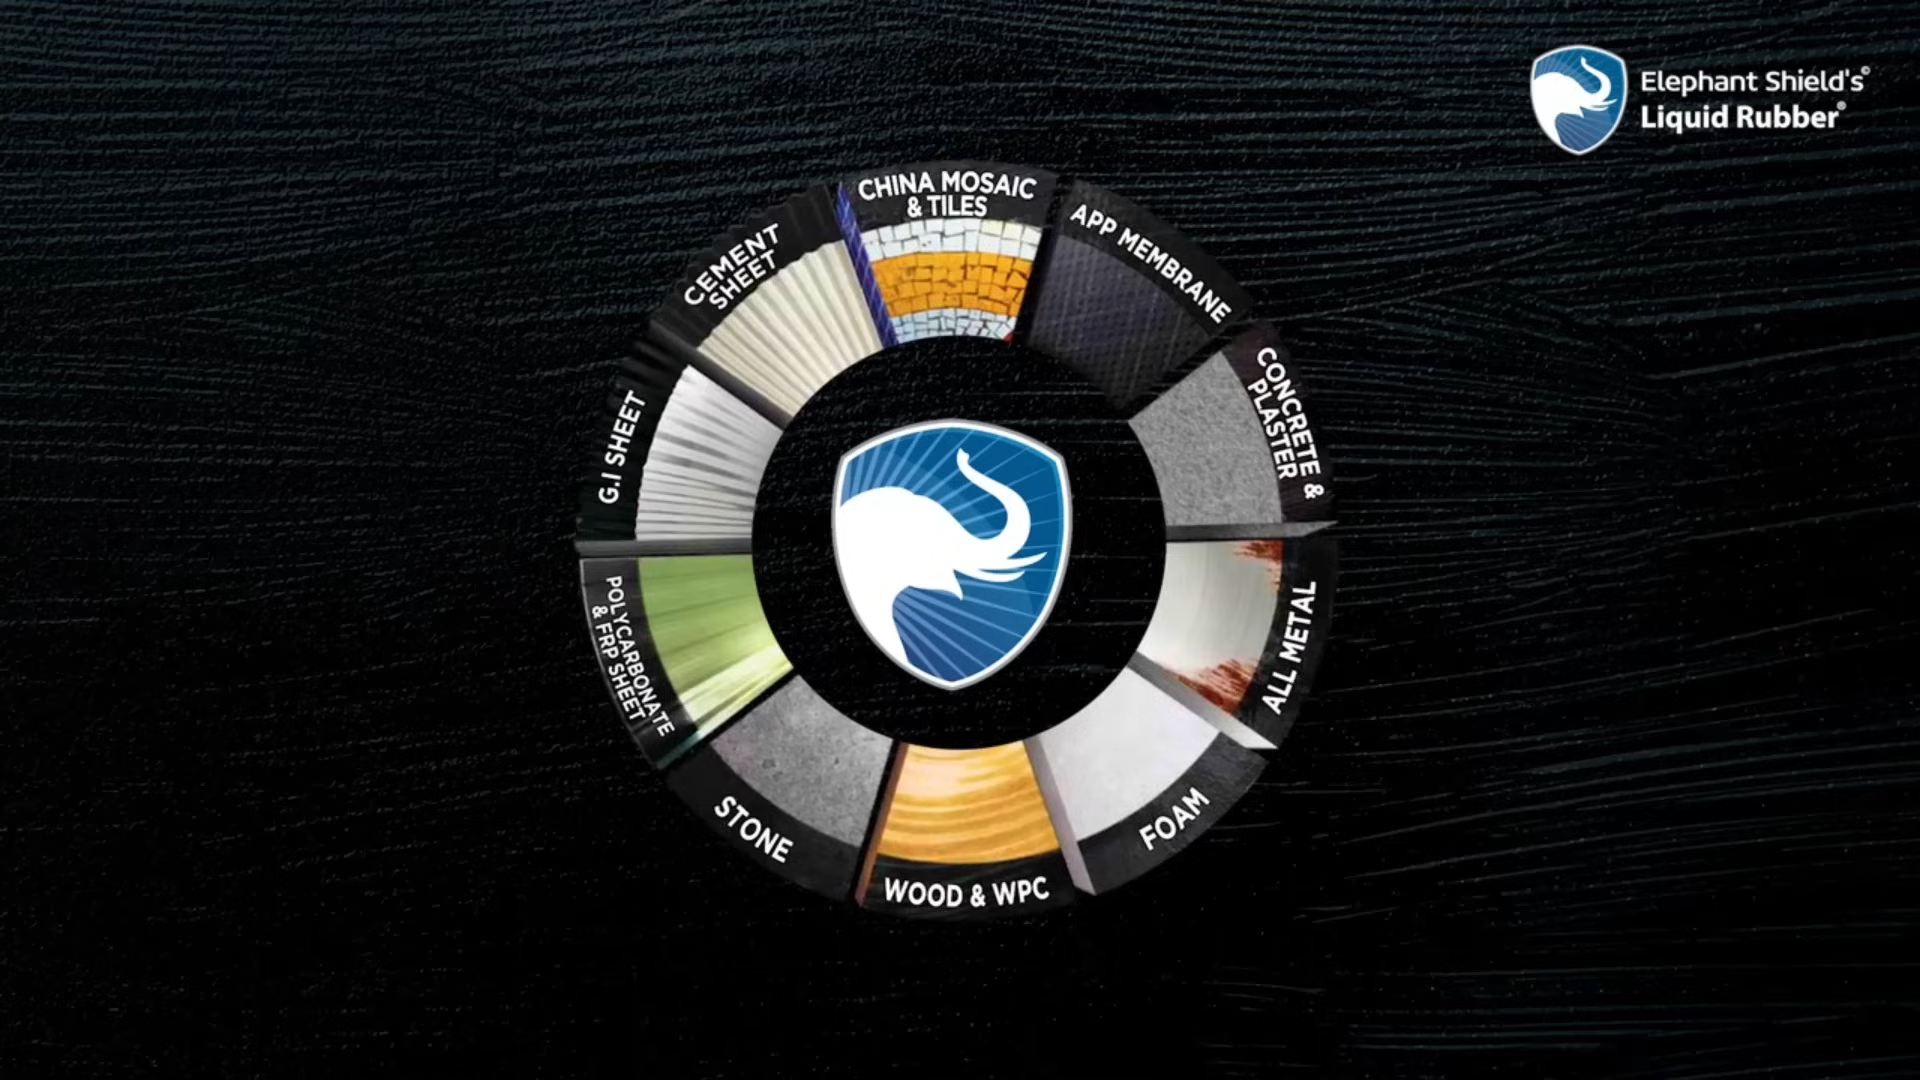 Elephant Shield's©
Liquid Rubber®
CHINA MOSAIC
& TILES
APP MEMBRANE
CONCRETE &
PLASTER
ALL METAL
FOAM
WOOD & WPC
STONE
POLYCARBONATE
& FRP SHEET
G.I SHEET
CEMENT
SHEET